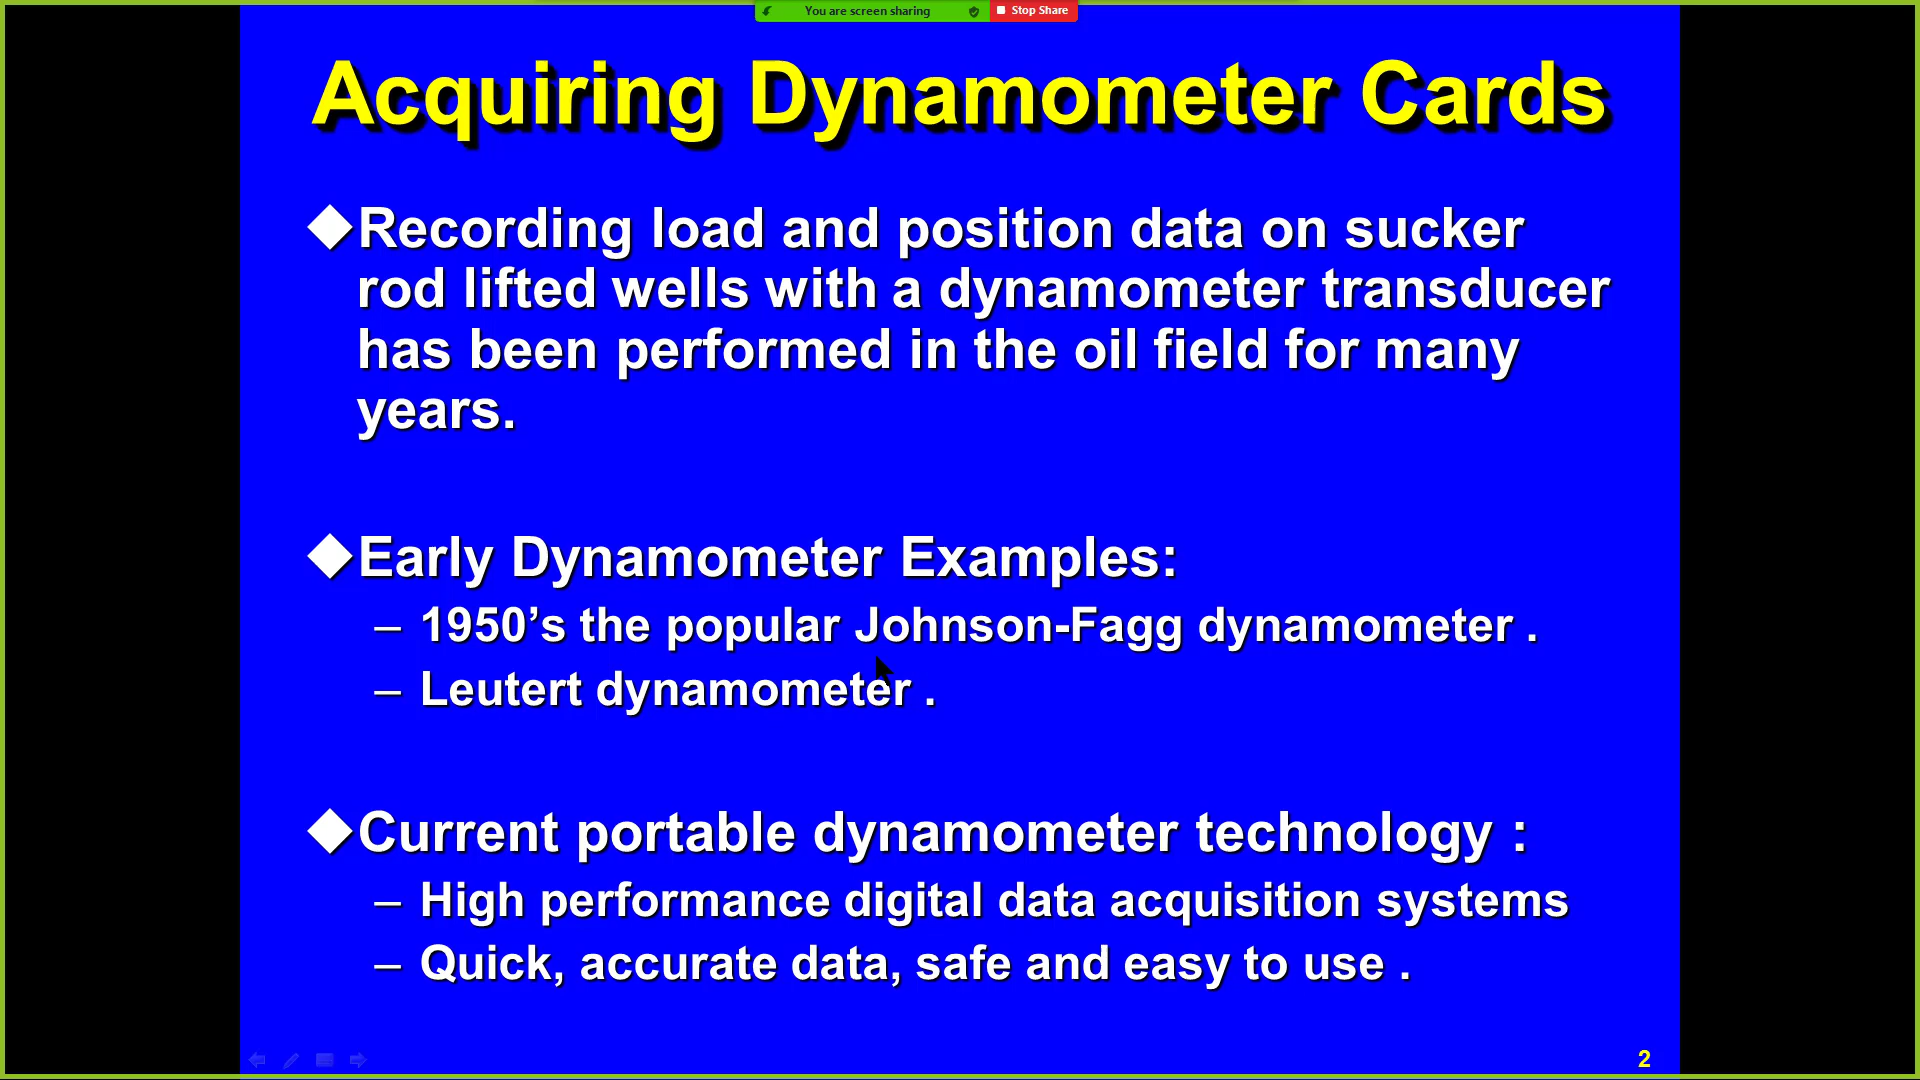 You are screen sharing
Stop Share
Acquiring Dynamometer Cards
◆Recording load and position data on sucker
rod lifted wells with a dynamometer transducer
has been performed in the oil field for many
years.
◆Early Dynamometer Examples:
– 1950’s the popular Johnson-Fagg dynamometer .
– Leutert dynamometer .
◆Current portable dynamometer technology :
– High performance digital data acquisition systems
– Quick, accurate data, safe and easy to use .
2